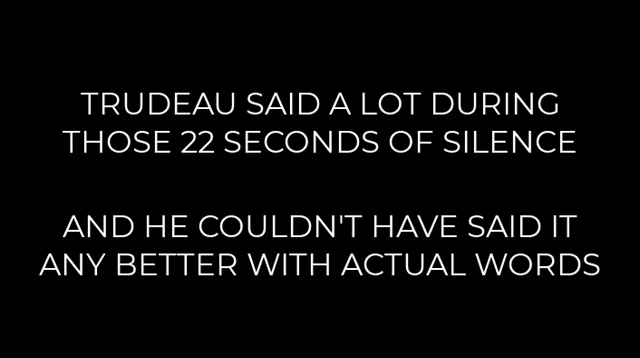 TRUDEAU SAID A LOT DURING
THOSE 22 SECONDS OF SILENCE
AND HE COULDN'T HAVE SAID IT
ANY BETTER WITH ACTUAL WORDS